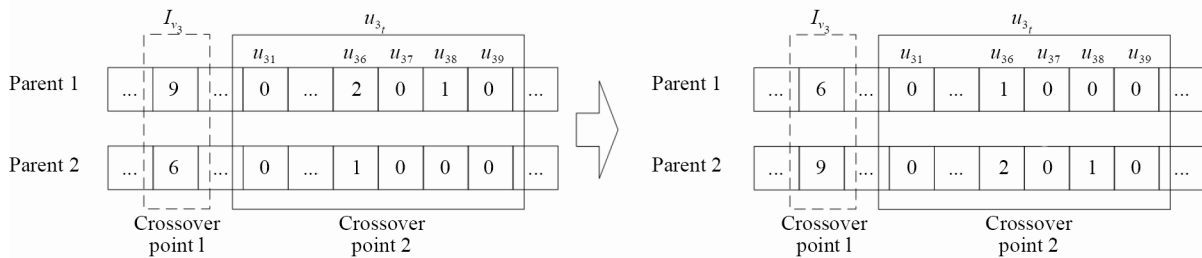 I_{v_3} u_{3_t} I_{v_3} u_{3_t}
u_{31} u_{36} u_{37} u_{38} u_{39} u_{31} u_{36} u_{37} u_{38} u_{39}
Parent 1 ... 9 ... 0 ... 2 0 1 0 ... Parent 1 ... 6 ... 0 ... 1 0 0 0 ...
Parent 2 ... 6 ... 0 ... 1 0 0 0 ... Parent 2 ... 9 ... 0 ... 2 0 1 0 ...
Crossover Crossover Crossover Crossover
point 1 point 2 point 1 point 2